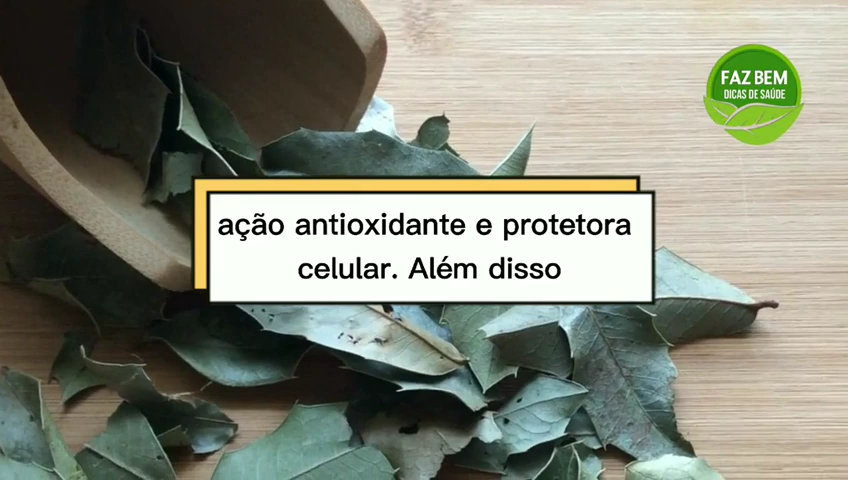 FAZ BEM
DICAS DE SAÚDE
ação antioxidante e protetora
celular. Além disso